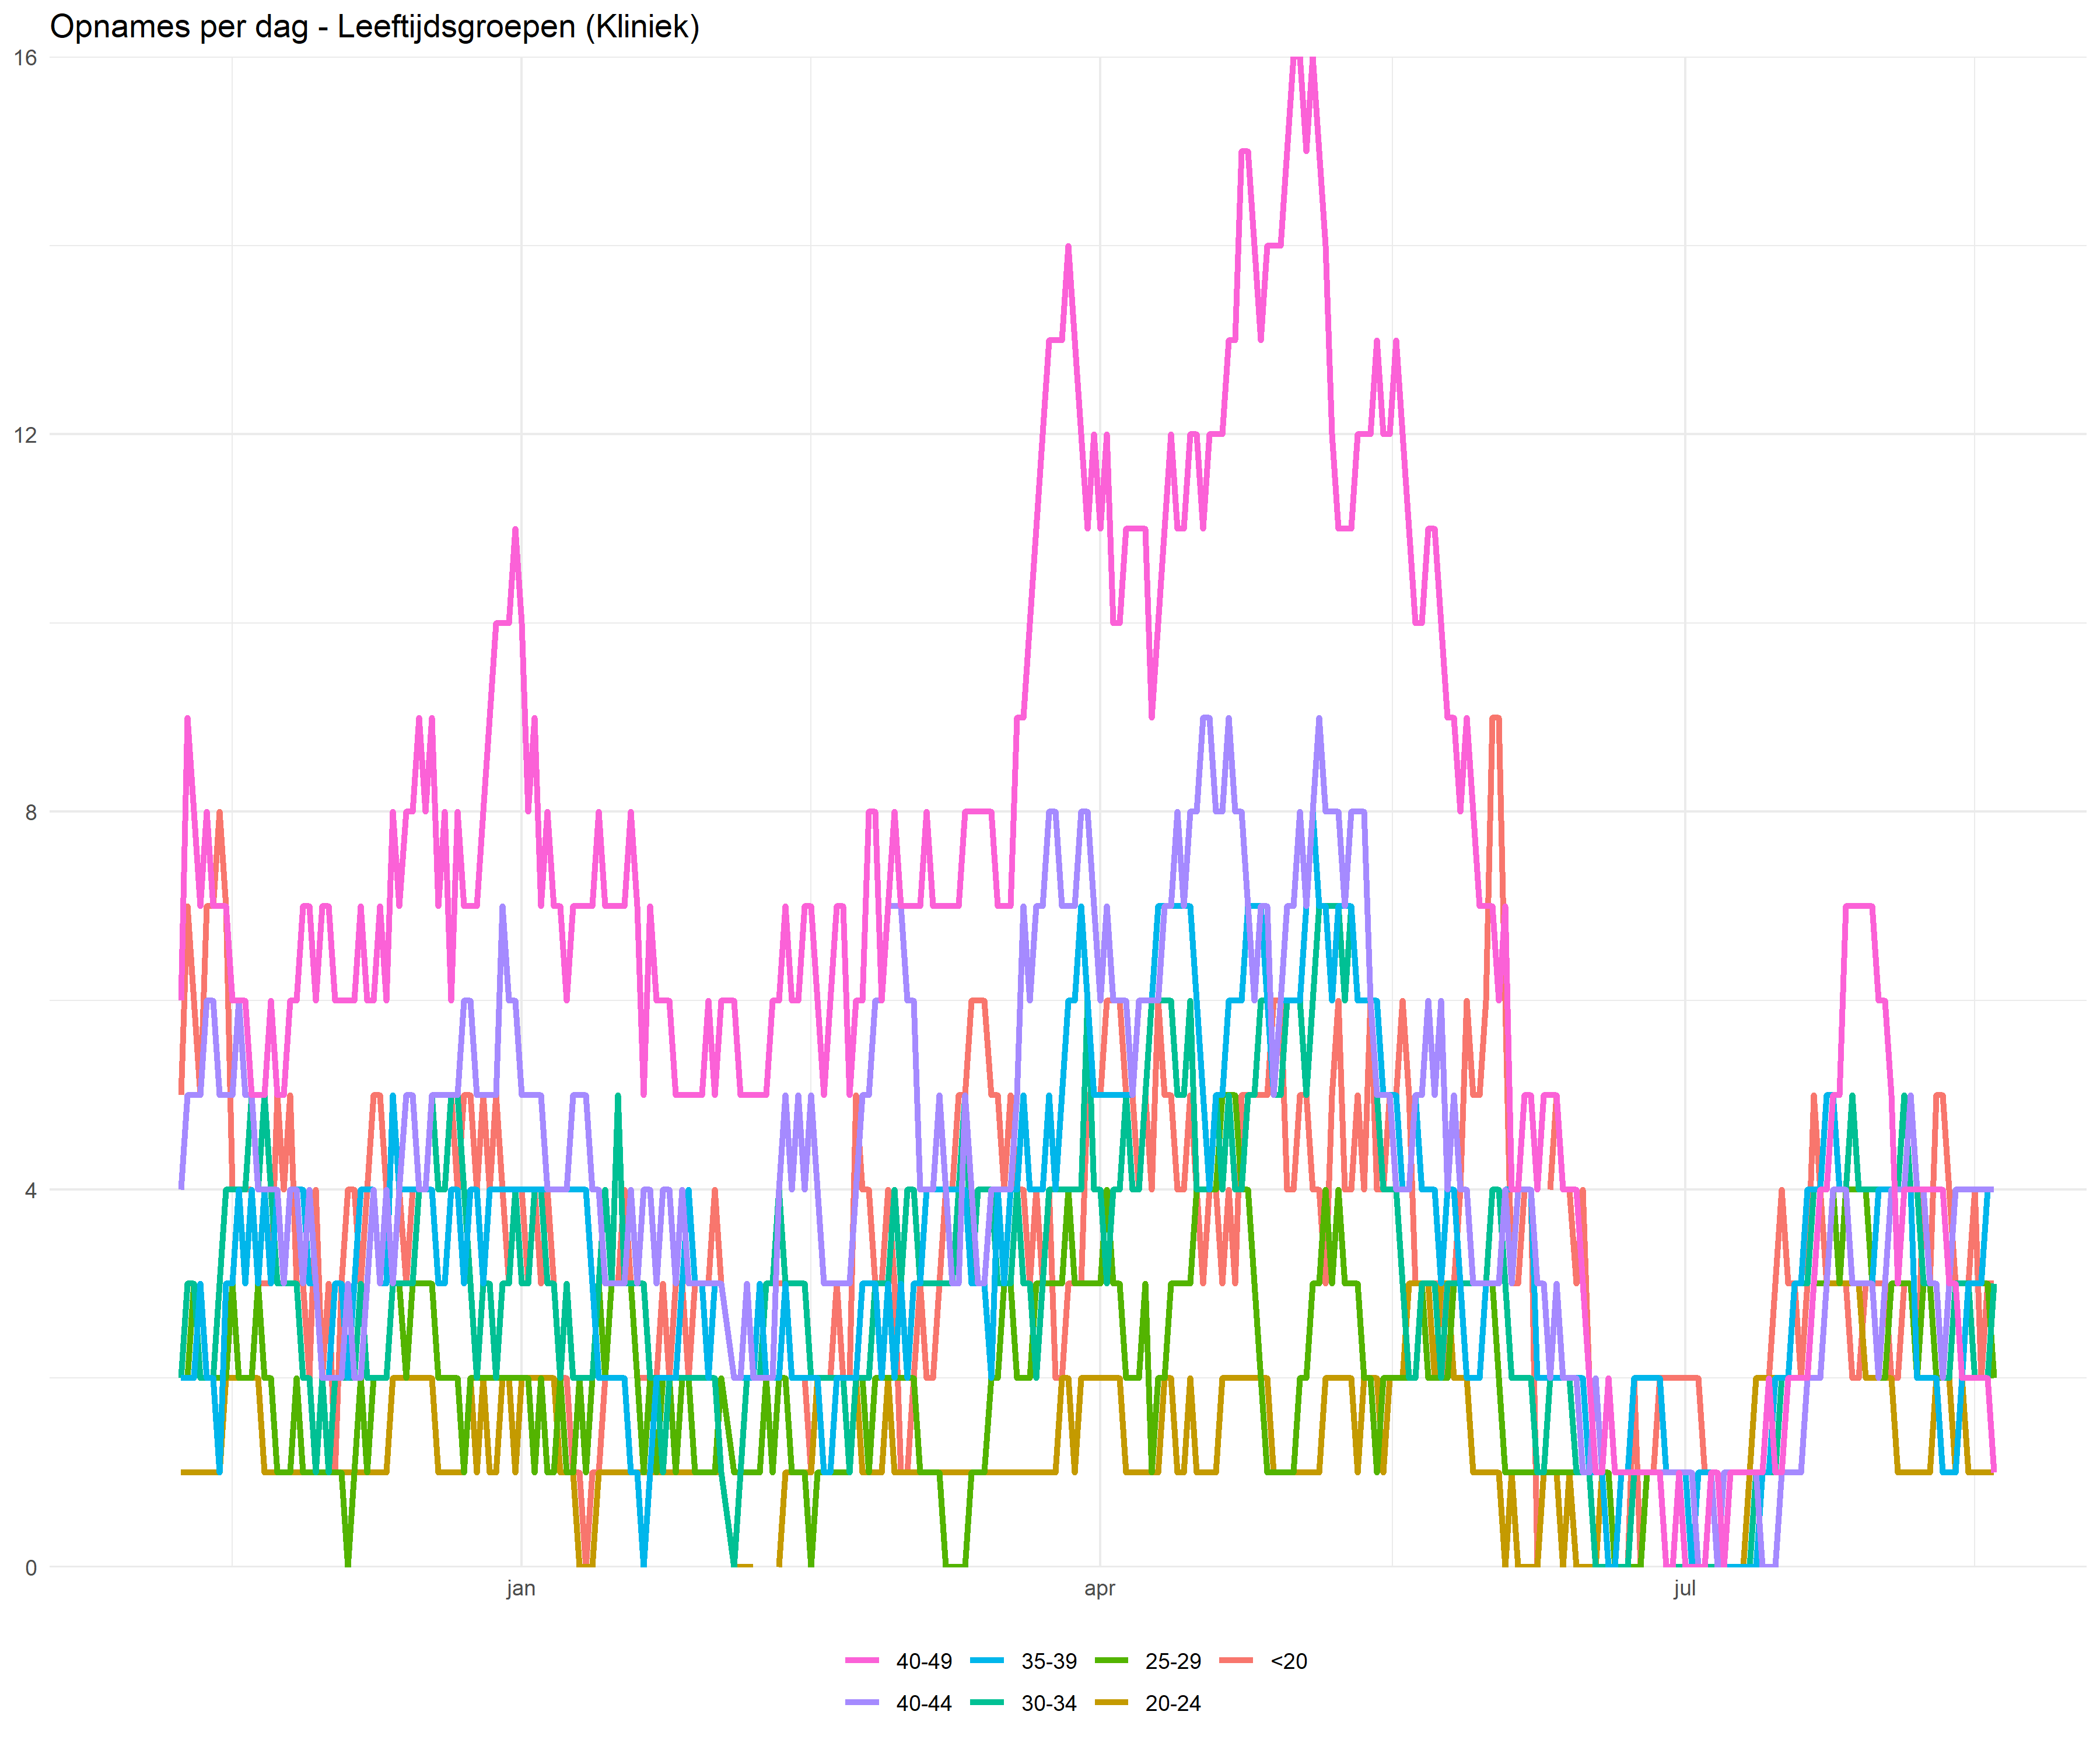 Opnames per dag - Leeftijdsgroepen (Kliniek)
16
12
8
4
0
jan apr jul
40-49 35-39 25-29 <20
40-44 30-34 20-24